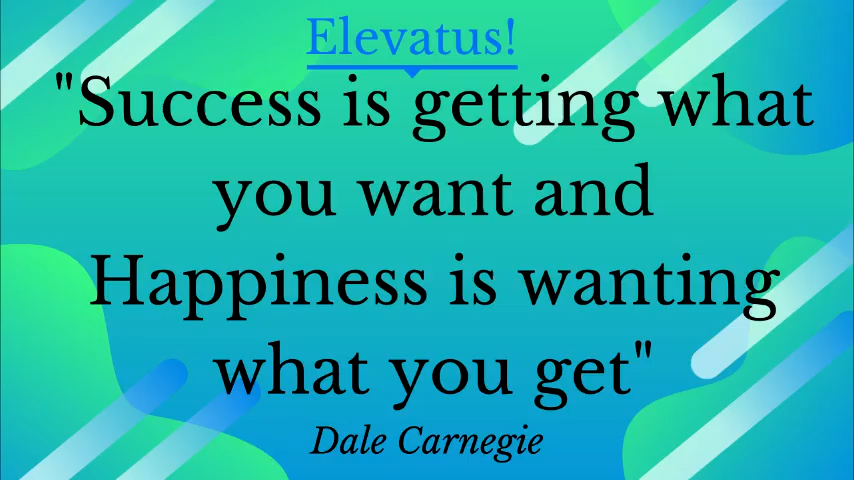 Elevatus!
"Success is getting what
you want and
Happiness is wanting
what you get"
Dale Carnegie